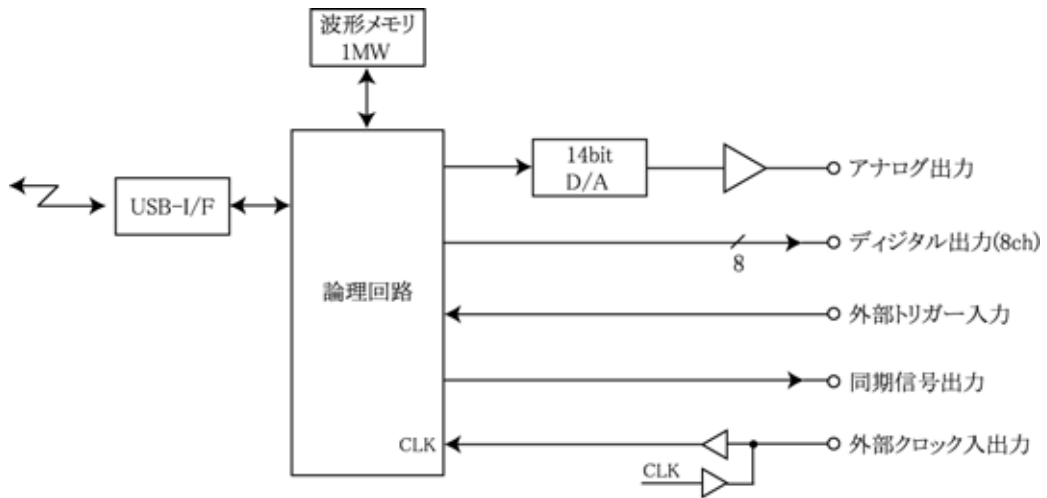 波形メモリ
1MW
14bit
D/A
アナログ出力
USB-I/F
ディジタル出力(8ch)
8
論理回路
外部トリガー入力
同期信号出力
CLK
外部クロック入出力
CLK